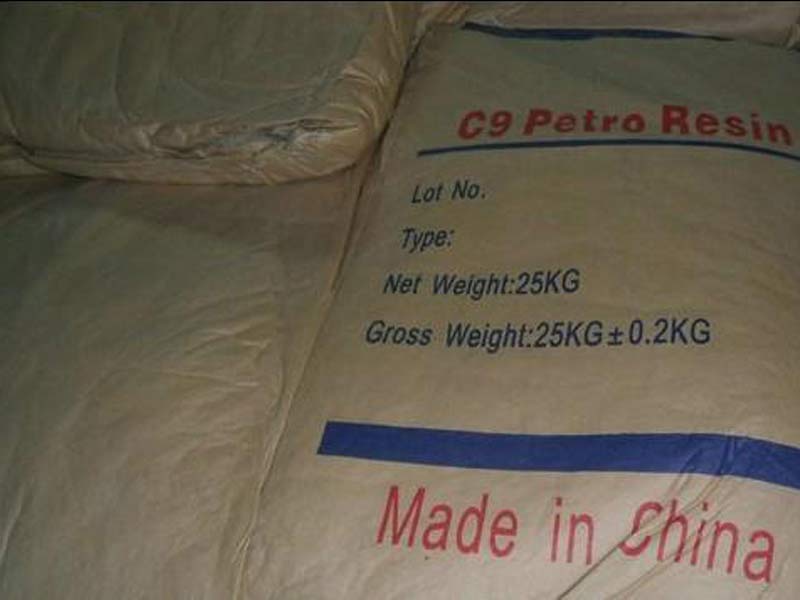 C9 Petro Resin
Lot No.
Type:
Net Weight:25KG
Gross Weight:25KG±0.2KG
Made in China